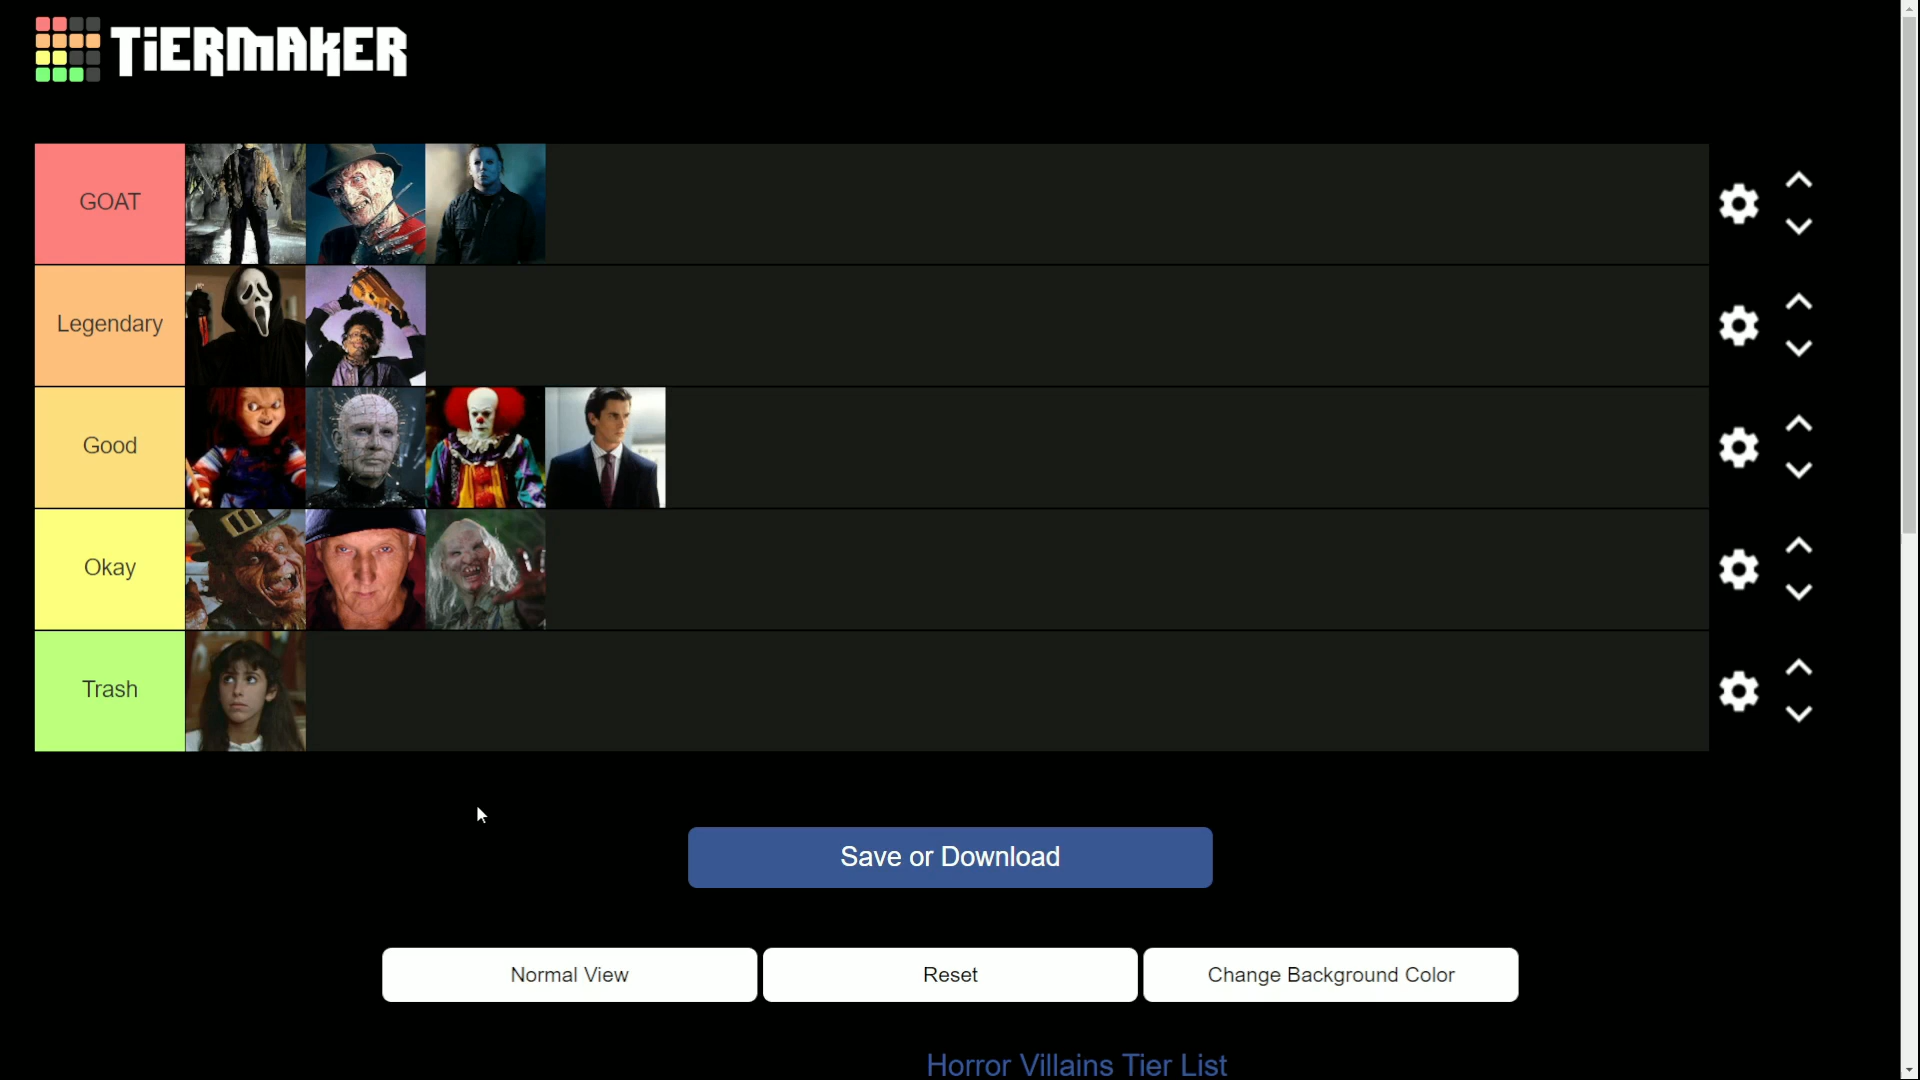 TiERMAKER
GOAT
Legendary
Good
Okay
Trash
Save or Download
Normal View
Reset
Change Background Color
Horror Villains Tier List